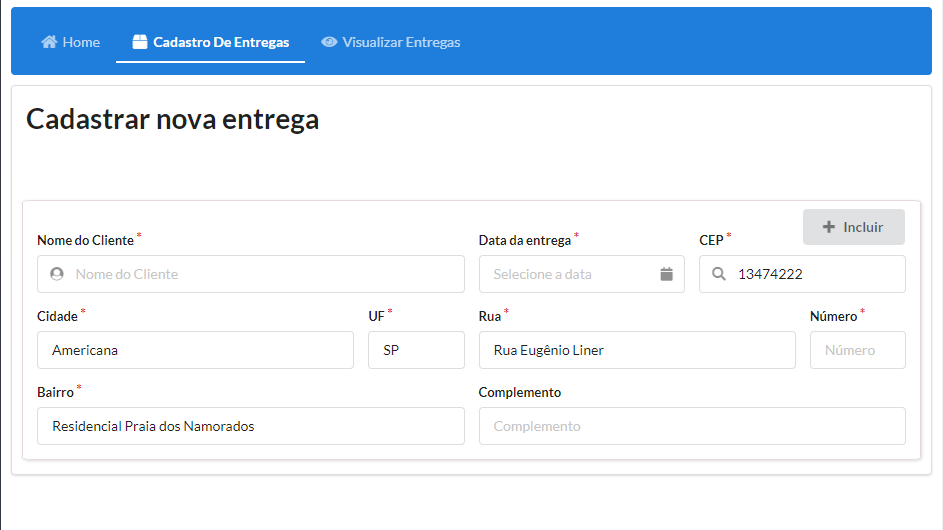 Home Cadastro De Entregas Visualizar Entregas
Cadastrar nova entrega
Incluir
Nome do Cliente * Data da entrega * CEP *
Nome do Cliente Selecione a data 13474222
Cidade * UF * Rua * Número *
Americana SP Rua Eugênio Liner Número
Bairro * Complemento
Residencial Praia dos Namorados Complemento